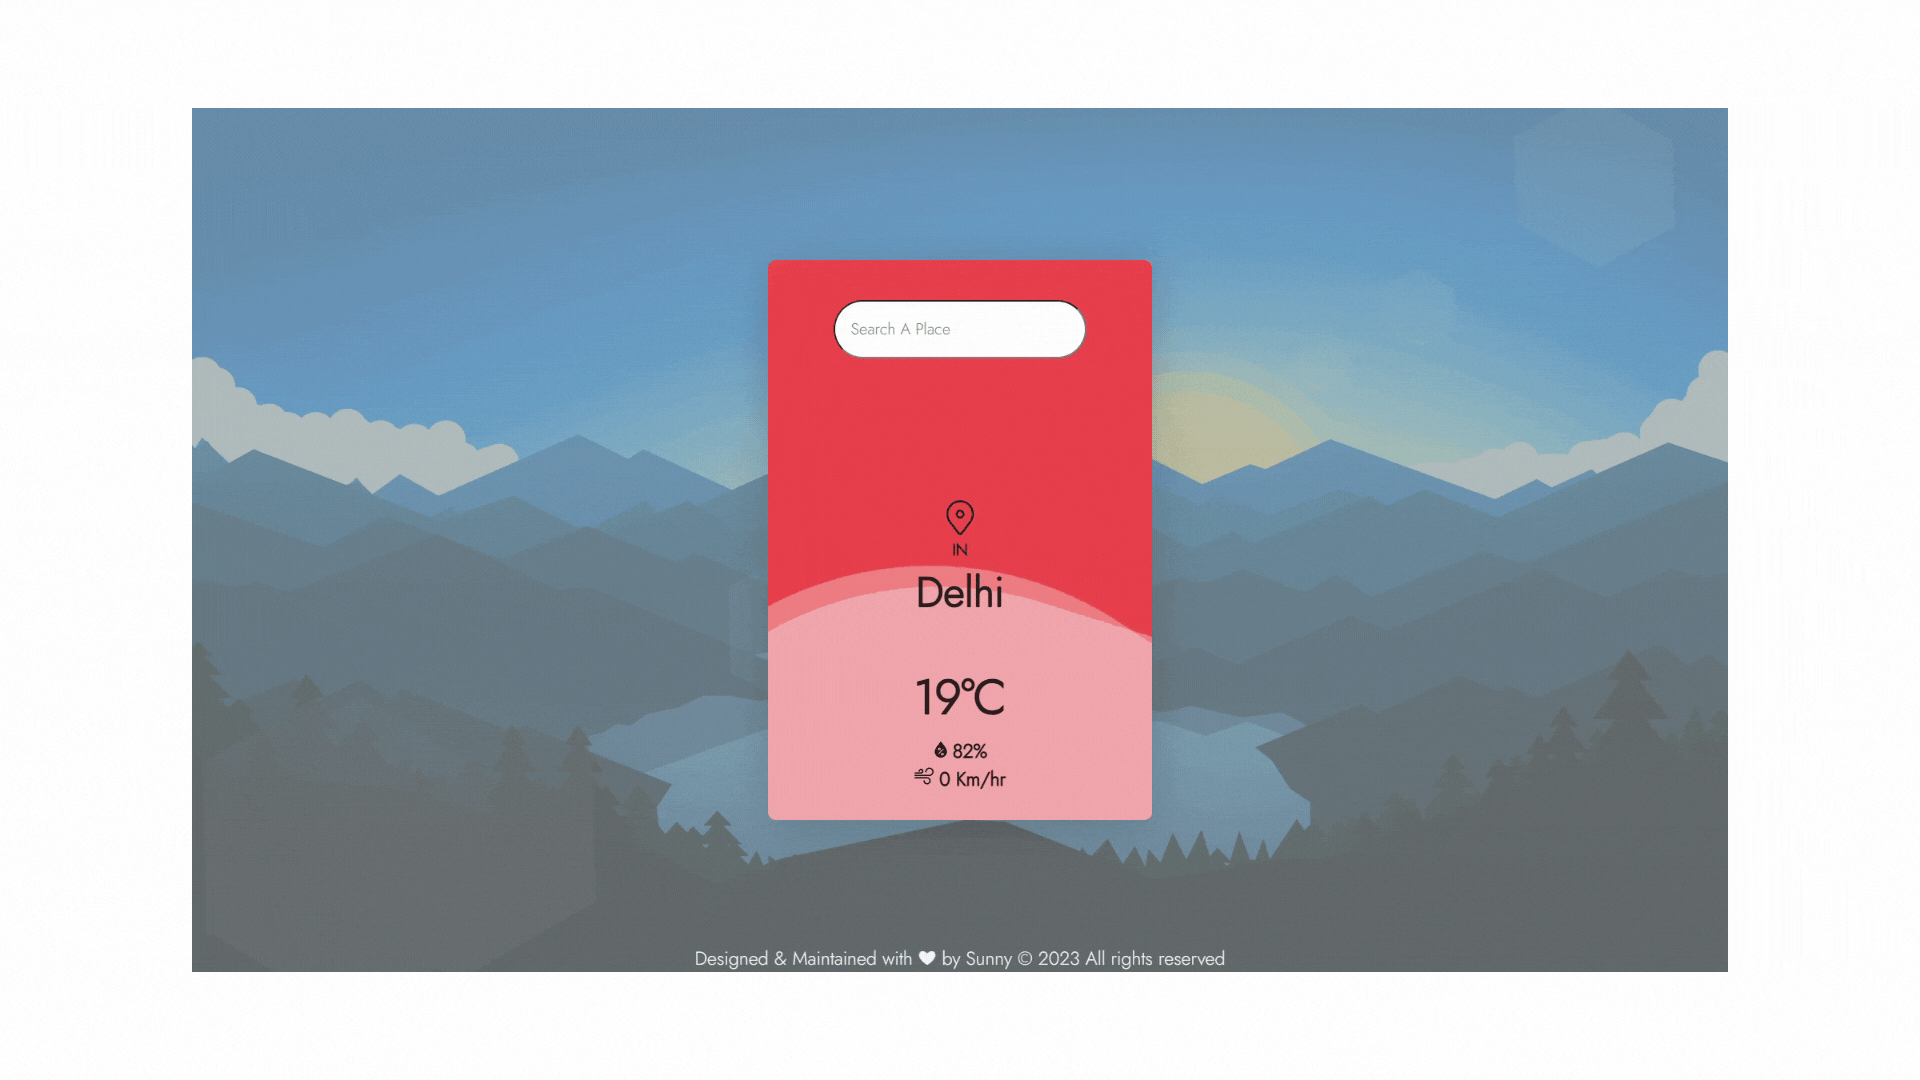 Search A Place
IN
Delhi
19°C
82%
0 Km/hr
Designed & Maintained with ♥ by Sunny © 2023 All rights reserved